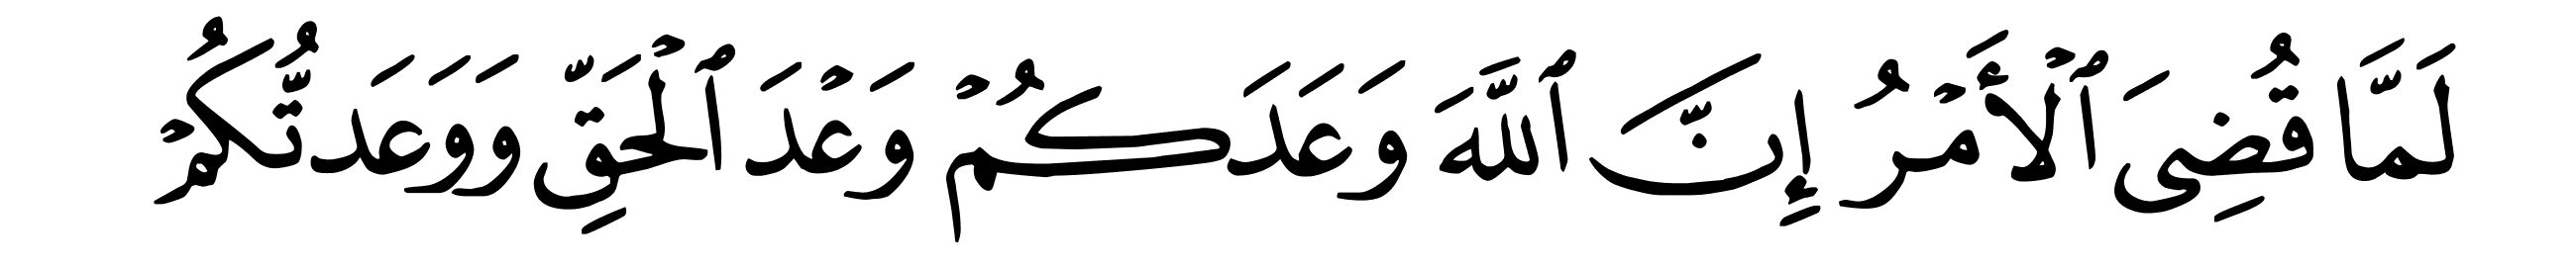 لَمَّا قُضِىَ ٱلْأَمْرُ إِنَّ ٱللَّهَ وَعَدَكُمْ وَعْدَ ٱلْحَقِّ وَوَعَدتُّكُمْ